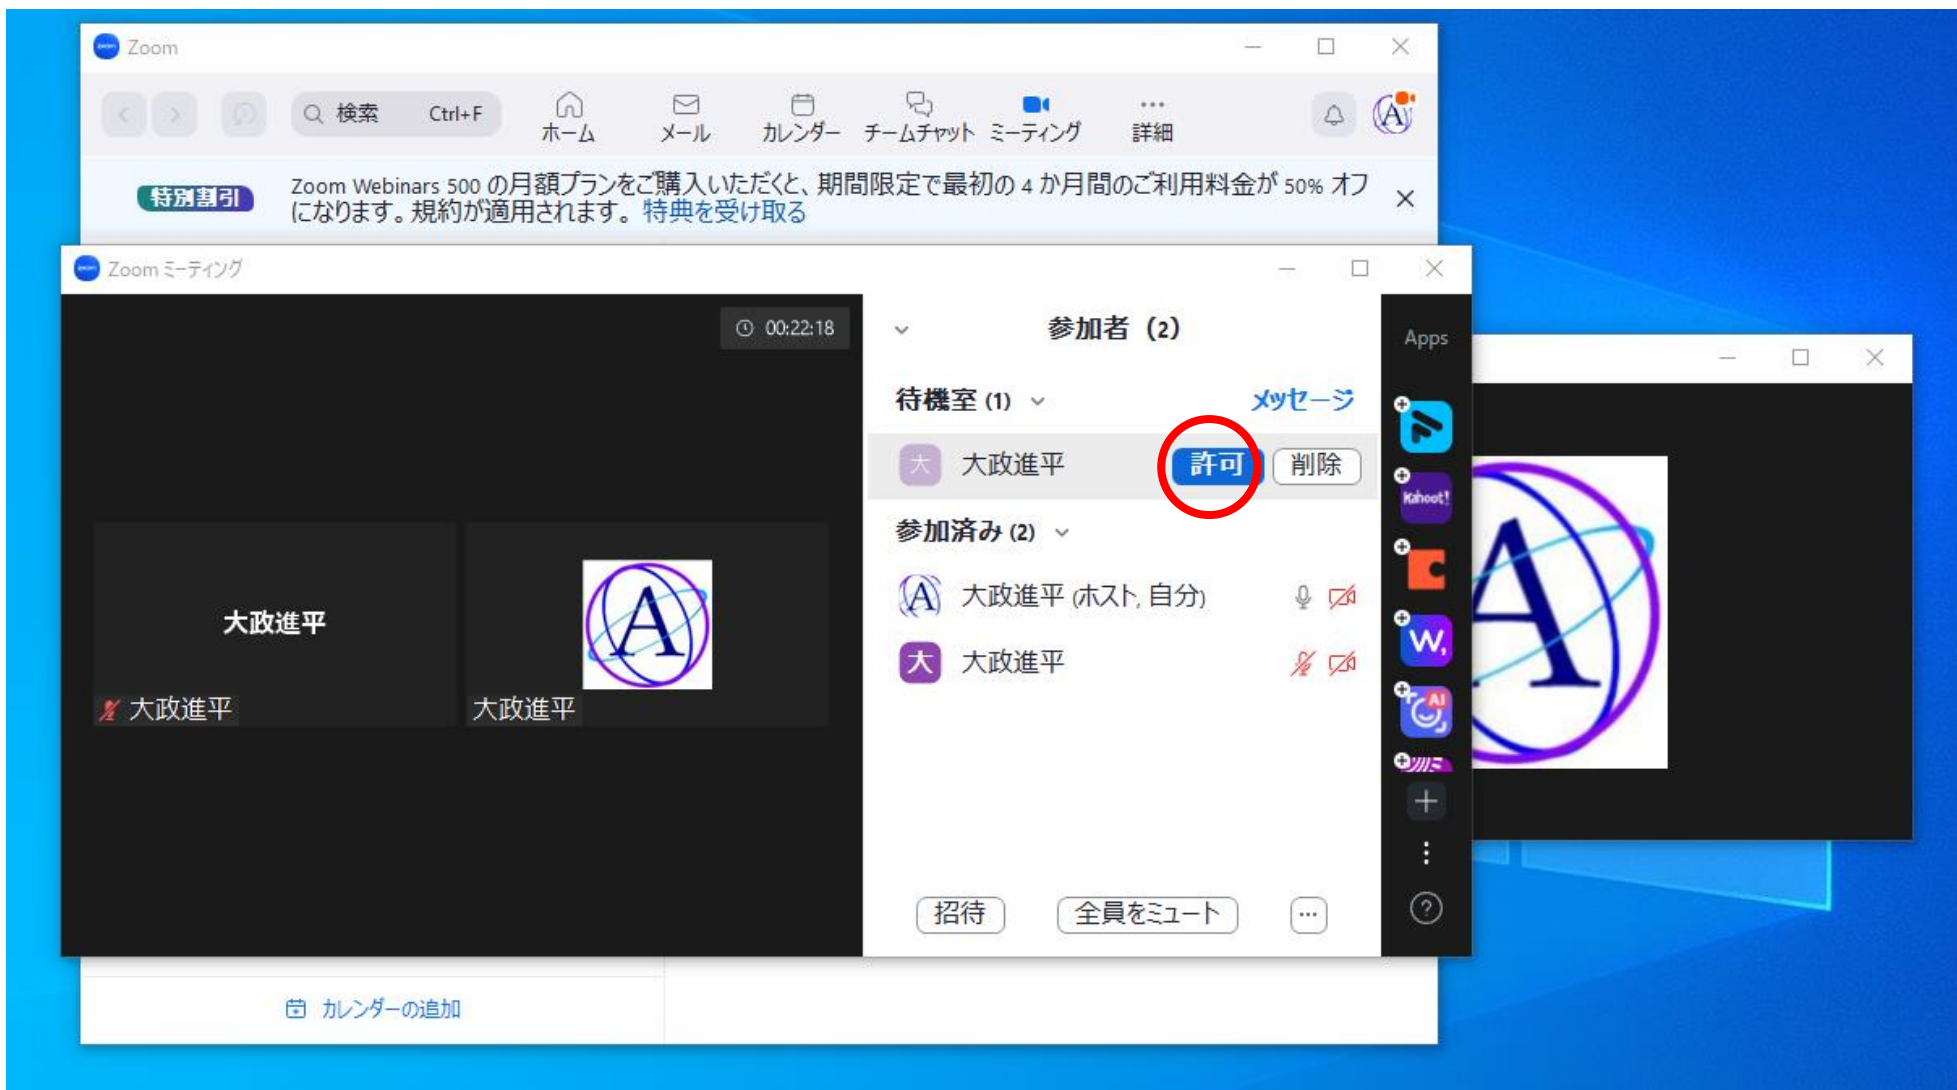 Zoom
検索 Ctrl+F
ホーム
メール
カレンダー
チームチャット
ミーティング
詳細
A
特別割引
Zoom Webinars 500 の月額プランをご購入いただくと、期間限定で最初の 4 か月間のご利用料金が 50% オフ
になります。規約が適用されます。特典を受け取る
Zoom ミーティング
00:22:18
大政進平
大政進平
A
大政進平
参加者 (2)
待機室 (1)
メッセージ
大 大政進平
許可
削除
参加済み (2)
A 大政進平 (ホスト, 自分)
大 大政進平
招待
全員をミュート
Apps
Kahoot!
W,
AI
A
カレンダーの追加